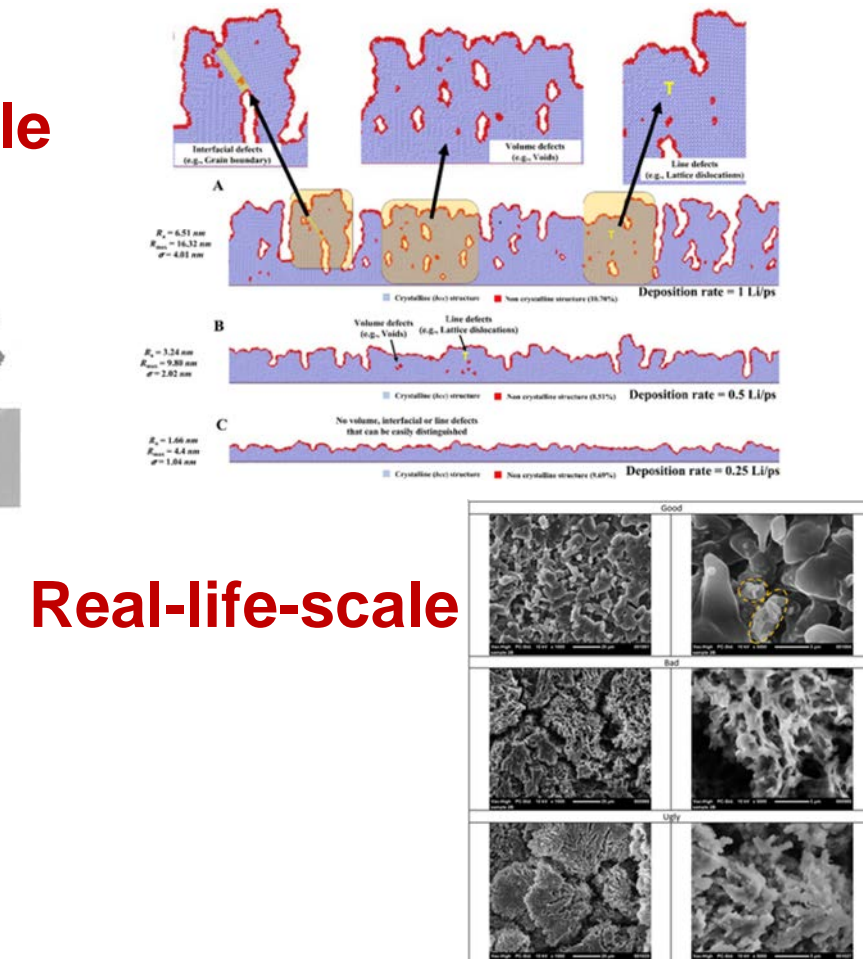 le
Interfacial defects
(e.g., Grain boundary)
Volume defects
(e.g., Voids)
Line defects
(e.g., Lattice dislocations)
T
A
Rₐ = 6.51 nm
Rmax = 16.32 nm
σ = 4.01 nm
T
Crystalline (bcc) structure
Non crystalline structure (10.70%)
Deposition rate = 1 Li/ps
B
Volume defects
(e.g., Voids)
Line defects
(e.g., Lattice dislocations)
Rₐ = 3.24 nm
Rmax = 9.80 nm
σ = 2.02 nm
T
Crystalline (bcc) structure
Non crystalline structure (8.51%)
Deposition rate = 0.5 Li/ps
C
No volume, interfacial or line defects
that can be easily distinguished
Rₐ = 1.66 nm
Rmax = 4.4 nm
σ = 1.04 nm
Crystalline (bcc) structure
Non crystalline structure (9.69%)
Deposition rate = 0.25 Li/ps
Real-life-scale
Good
Bad
Ugly